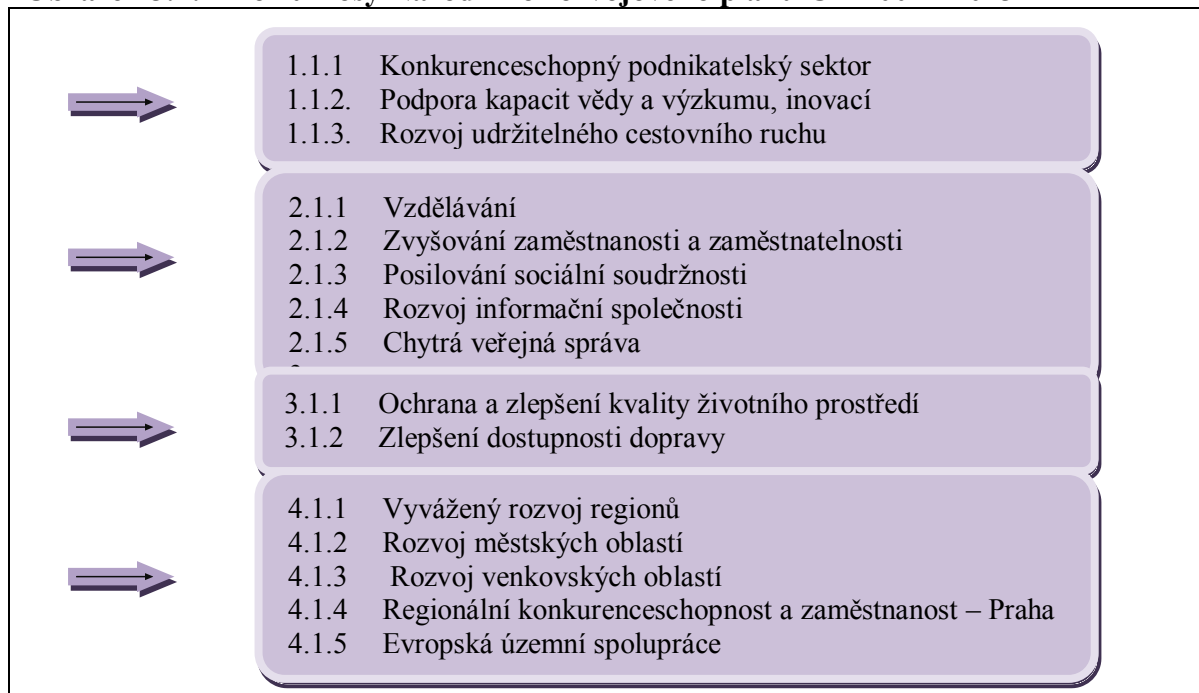 1.1.1 Konkurenceschopný podnikatelský sektor
1.1.2. Podpora kapacit vědy a výzkumu, inovací
1.1.3. Rozvoj udržitelného cestovního ruchu
2.1.1 Vzdělávání
2.1.2 Zvyšování zaměstnanosti a zaměstnatelnosti
2.1.3 Posilování sociální soudržnosti
2.1.4 Rozvoj informační společnosti
2.1.5 Chytrá veřejná správa
3.1.1 Ochrana a zlepšení kvality životního prostředí
3.1.2 Zlepšení dostupnosti dopravy
4.1.1 Vyvážený rozvoj regionů
4.1.2 Rozvoj městských oblastí
4.1.3 Rozvoj venkovských oblastí
4.1.4 Regionální konkurenceschopnost a zaměstnanost – Praha
4.1.5 Evropská územní spolupráce